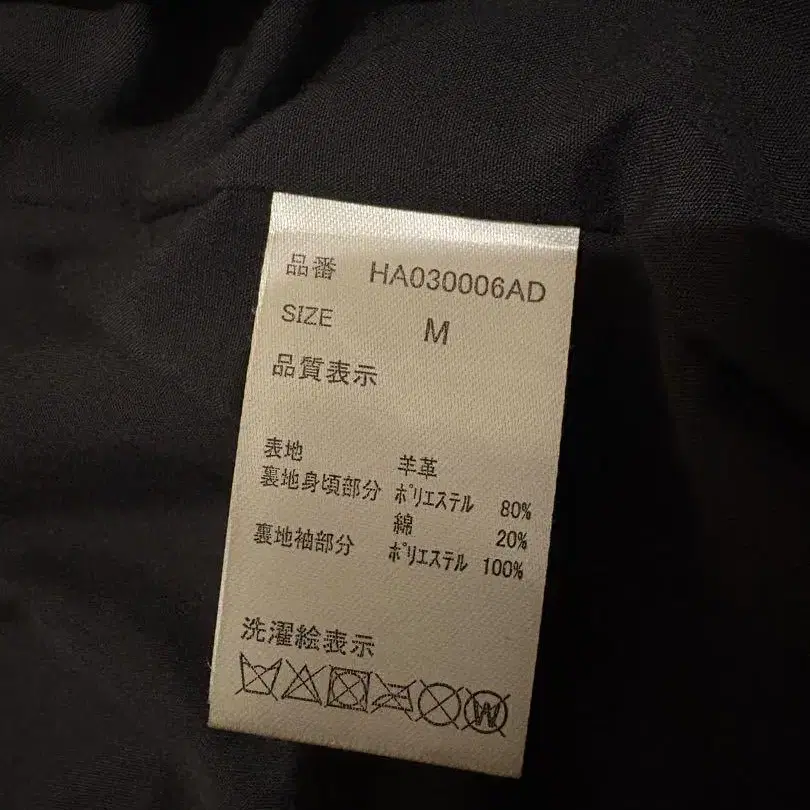 品番 HA030006AD
SIZE M
品質表示
表地 羊革
裏地身頃部分 ﾎﾟﾘｴｽﾃﾙ 80%
綿 20%
裏地袖部分 ﾎﾟﾘｴｽﾃﾙ 100%
洗濯絵表示
W